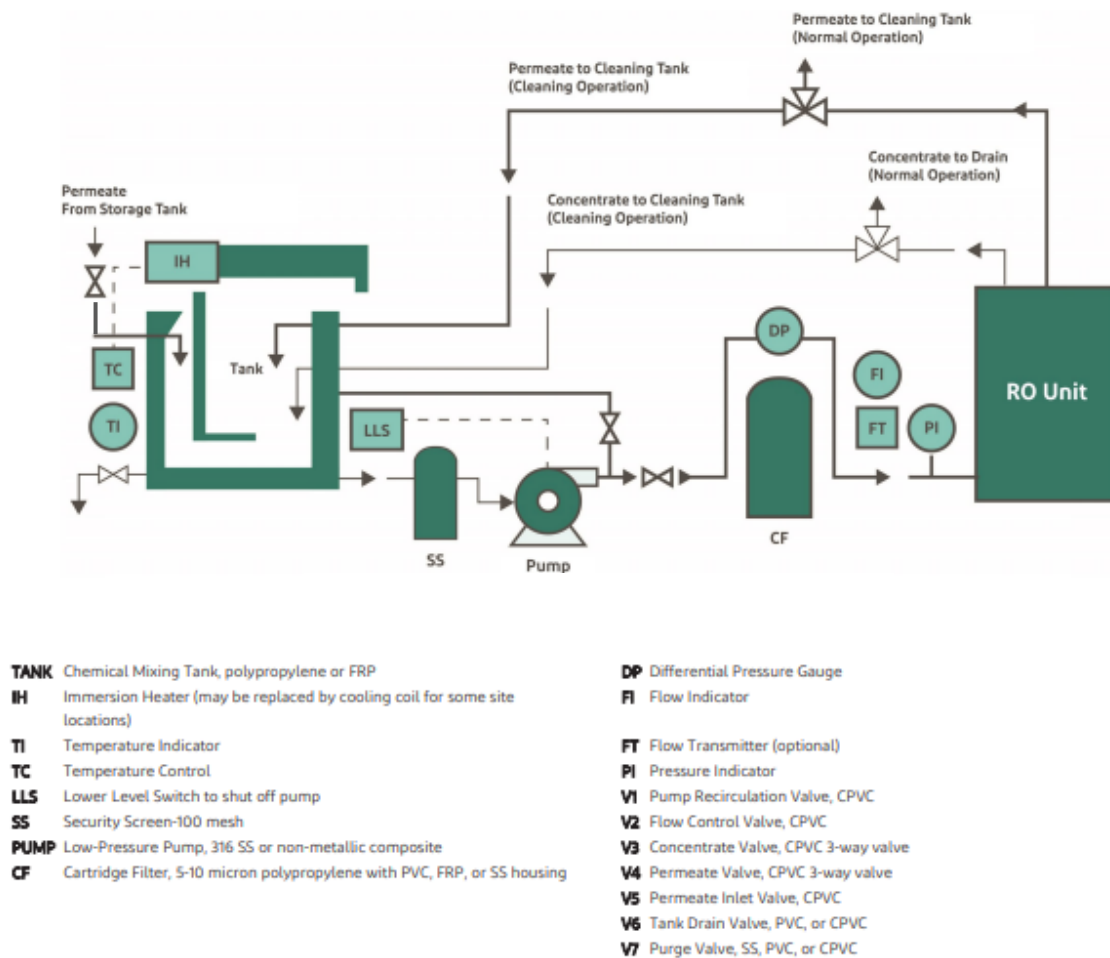 Permeate to Cleaning Tank
(Normal Operation)
Permeate to Cleaning Tank
(Cleaning Operation)
Concentrate to Drain
(Normal Operation)
Permeate
From Storage Tank
Concentrate to Cleaning Tank
(Cleaning Operation)
IH
DP
TC
Tank
FI
RO Unit
TI
LLS
FT
PI
SS
Pump
CF
TANK Chemical Mixing Tank, polypropylene or FRP
IH Immersion Heater (may be replaced by cooling coil for some site
locations)
TI Temperature Indicator
TC Temperature Control
LLS Lower Level Switch to shut off pump
SS Security Screen-100 mesh
PUMP Low-Pressure Pump, 316 SS or non-metallic composite
CF Cartridge Filter, 5-10 micron polypropylene with PVC, FRP, or SS housing
DP Differential Pressure Gauge
FI Flow Indicator
FT Flow Transmitter (optional)
PI Pressure Indicator
V1 Pump Recirculation Valve, CPVC
V2 Flow Control Valve, CPVC
V3 Concentrate Valve, CPVC 3-way valve
V4 Permeate Valve, CPVC 3-way valve
V5 Permeate Inlet Valve, CPVC
V6 Tank Drain Valve, PVC, or CPVC
V7 Purge Valve, SS, PVC, or CPVC